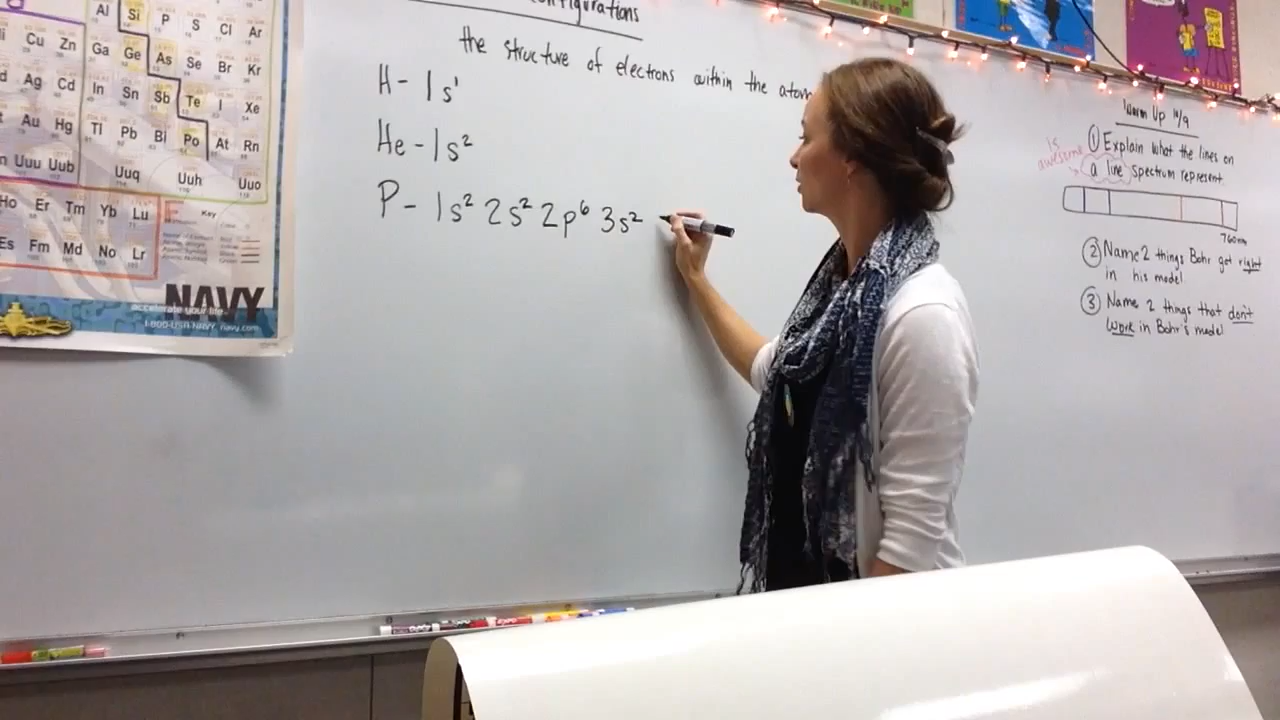 Configurations
the structure of electrons within the atom
H - 1s¹
He - 1s²
P - 1s² 2s² 2p⁶ 3s²
Warm Up 10/9
is awesome
① Explain what the lines on
a line spectrum represent.
760nm
② Name 2 things Bohr got right
in his model
③ Name 2 things that don't
work in Bohr's model
Al Si P S Cl Ar
Cu Zn Ga Ge As Se Br Kr
Ag Cd In Sn Sb Te I Xe
Au Hg Tl Pb Bi Po At Rn
Uuu Uub Uuq Uuh Uuo
Ho Er Tm Yb Lu
Es Fm Md No Lr
Key
NAVY
accelerate your life
1-800-USA-NAVY. navy.com